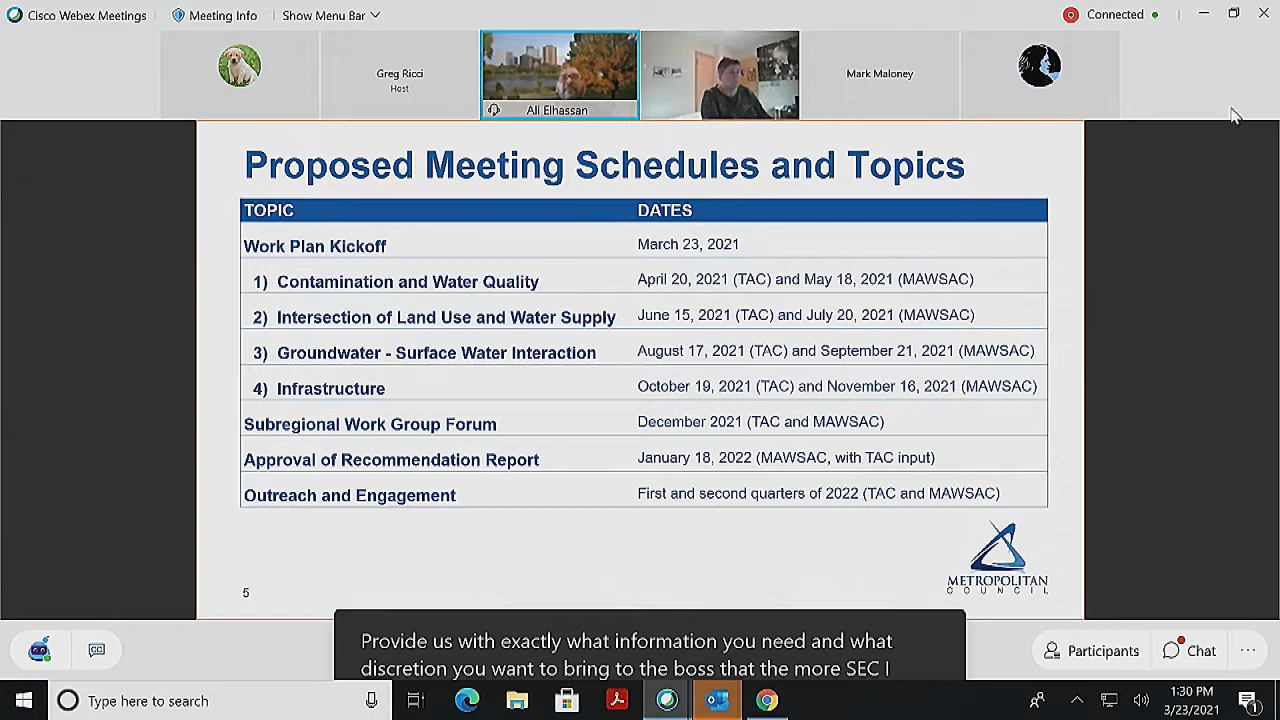 Cisco Webex Meetings Meeting Info Show Menu Bar Connected
Greg Ricci
Host
Ali Elhassan
Mark Maloney
Proposed Meeting Schedules and Topics
TOPIC DATES
Work Plan Kickoff March 23, 2021
1) Contamination and Water Quality April 20, 2021 (TAC) and May 18, 2021 (MAWSAC)
2) Intersection of Land Use and Water Supply June 15, 2021 (TAC) and July 20, 2021 (MAWSAC)
3) Groundwater - Surface Water Interaction August 17, 2021 (TAC) and September 21, 2021 (MAWSAC)
4) Infrastructure October 19, 2021 (TAC) and November 16, 2021 (MAWSAC)
Subregional Work Group Forum December 2021 (TAC and MAWSAC)
Approval of Recommendation Report January 18, 2022 (MAWSAC, with TAC input)
Outreach and Engagement First and second quarters of 2022 (TAC and MAWSAC)
METROPOLITAN
COUNCIL
5
Provide us with exactly what information you need and what
discretion you want to bring to the boss that the more SEC I
CC
Participants Chat
Type here to search
1:30 PM
3/23/2021
1